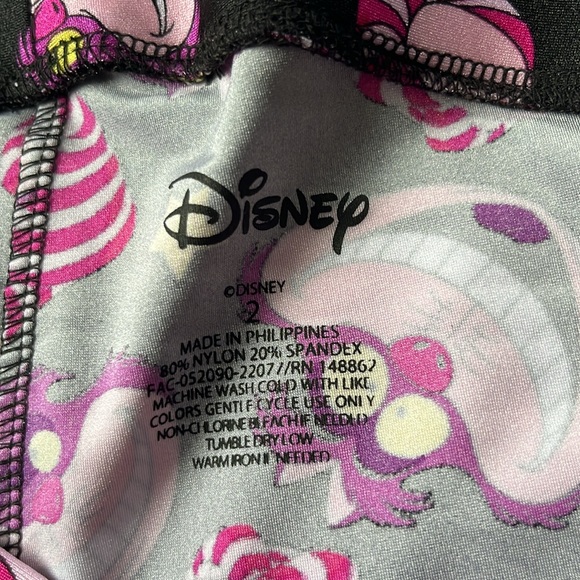 Disney
©DISNEY
2
MADE IN PHILIPPINES
80% NYLON 20% SPANDEX
FAC-052090-2207//RN 148862
MACHINE WASH COLD WITH LIKE
COLORS GENTLE CYCLE USE ONLY
NON-CHLORINE BLEACH IF NEEDED
TUMBLE DRY LOW
WARM IRON IF NEEDED